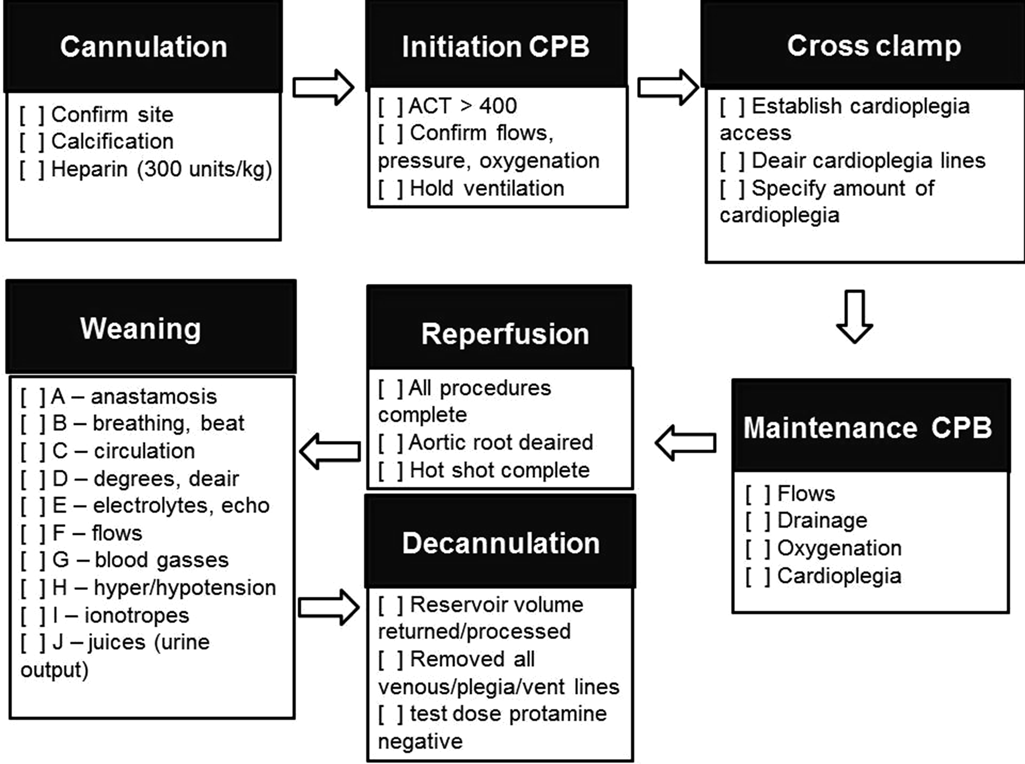 Cannulation
[ ] Confirm site
[ ] Calcification
[ ] Heparin (300 units/kg)
Initiation CPB
[ ] ACT > 400
[ ] Confirm flows,
pressure, oxygenation
[ ] Hold ventilation
Cross clamp
[ ] Establish cardioplegia
access
[ ] Deair cardioplegia lines
[ ] Specify amount of
cardioplegia
Maintenance CPB
[ ] Flows
[ ] Drainage
[ ] Oxygenation
[ ] Cardioplegia
Reperfusion
[ ] All procedures
complete
[ ] Aortic root deaired
[ ] Hot shot complete
Weaning
[ ] A – anastamosis
[ ] B – breathing, beat
[ ] C – circulation
[ ] D – degrees, deair
[ ] E – electrolytes, echo
[ ] F – flows
[ ] G – blood gasses
[ ] H – hyper/hypotension
[ ] I – ionotropes
[ ] J – juices (urine
output)
Decannulation
[ ] Reservoir volume
returned/processed
[ ] Removed all
venous/plegia/vent lines
[ ] test dose protamine
negative